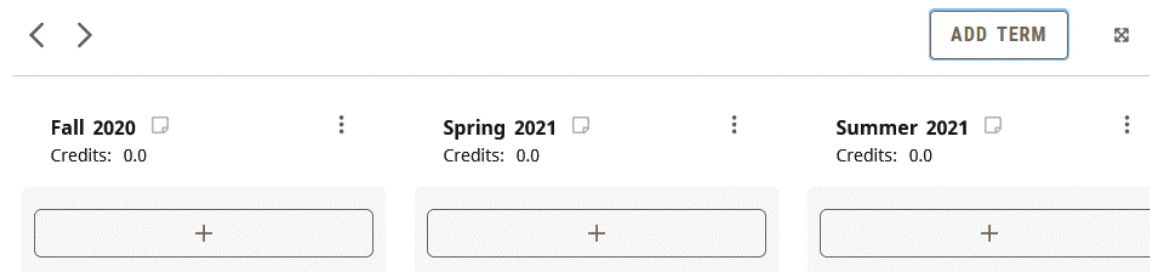 ADD TERM
Fall 2020
Credits: 0.0
Spring 2021
Credits: 0.0
Summer 2021
Credits: 0.0
+
+
+